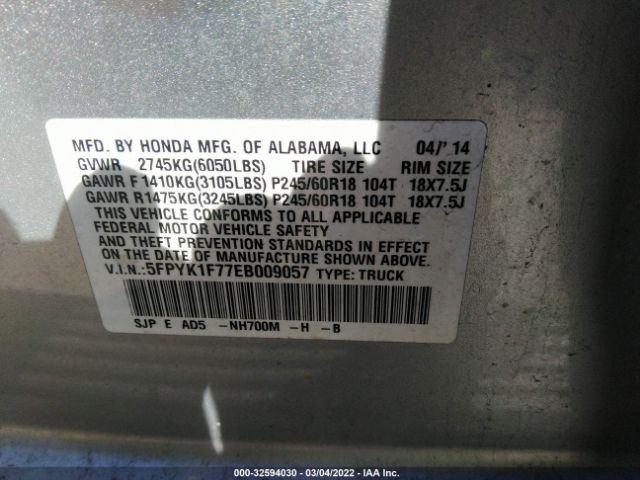 MFD. BY HONDA MFG. OF ALABAMA, LLC 04/' 14
GVWR 2745KG(6050LBS) TIRE SIZE RIM SIZE
GAWR F 1410KG(3105LBS) P245/60R18 104T 18X7.5J
GAWR R 1475KG(3245LBS) P245/60R18 104T 18X7.5J
THIS VEHICLE CONFORMS TO ALL APPLICABLE
FEDERAL MOTOR VEHICLE SAFETY
AND THEFT PREVENTION STANDARDS IN EFFECT
ON THE DATE OF MANUFACTURE SHOWN ABOVE.
V.I.N.:5FPYK1F77EB009057 TYPE: TRUCK
SJP E AD5 -NH700M -H -B
000-32594030 - 03/04/2022 - IAA Inc.